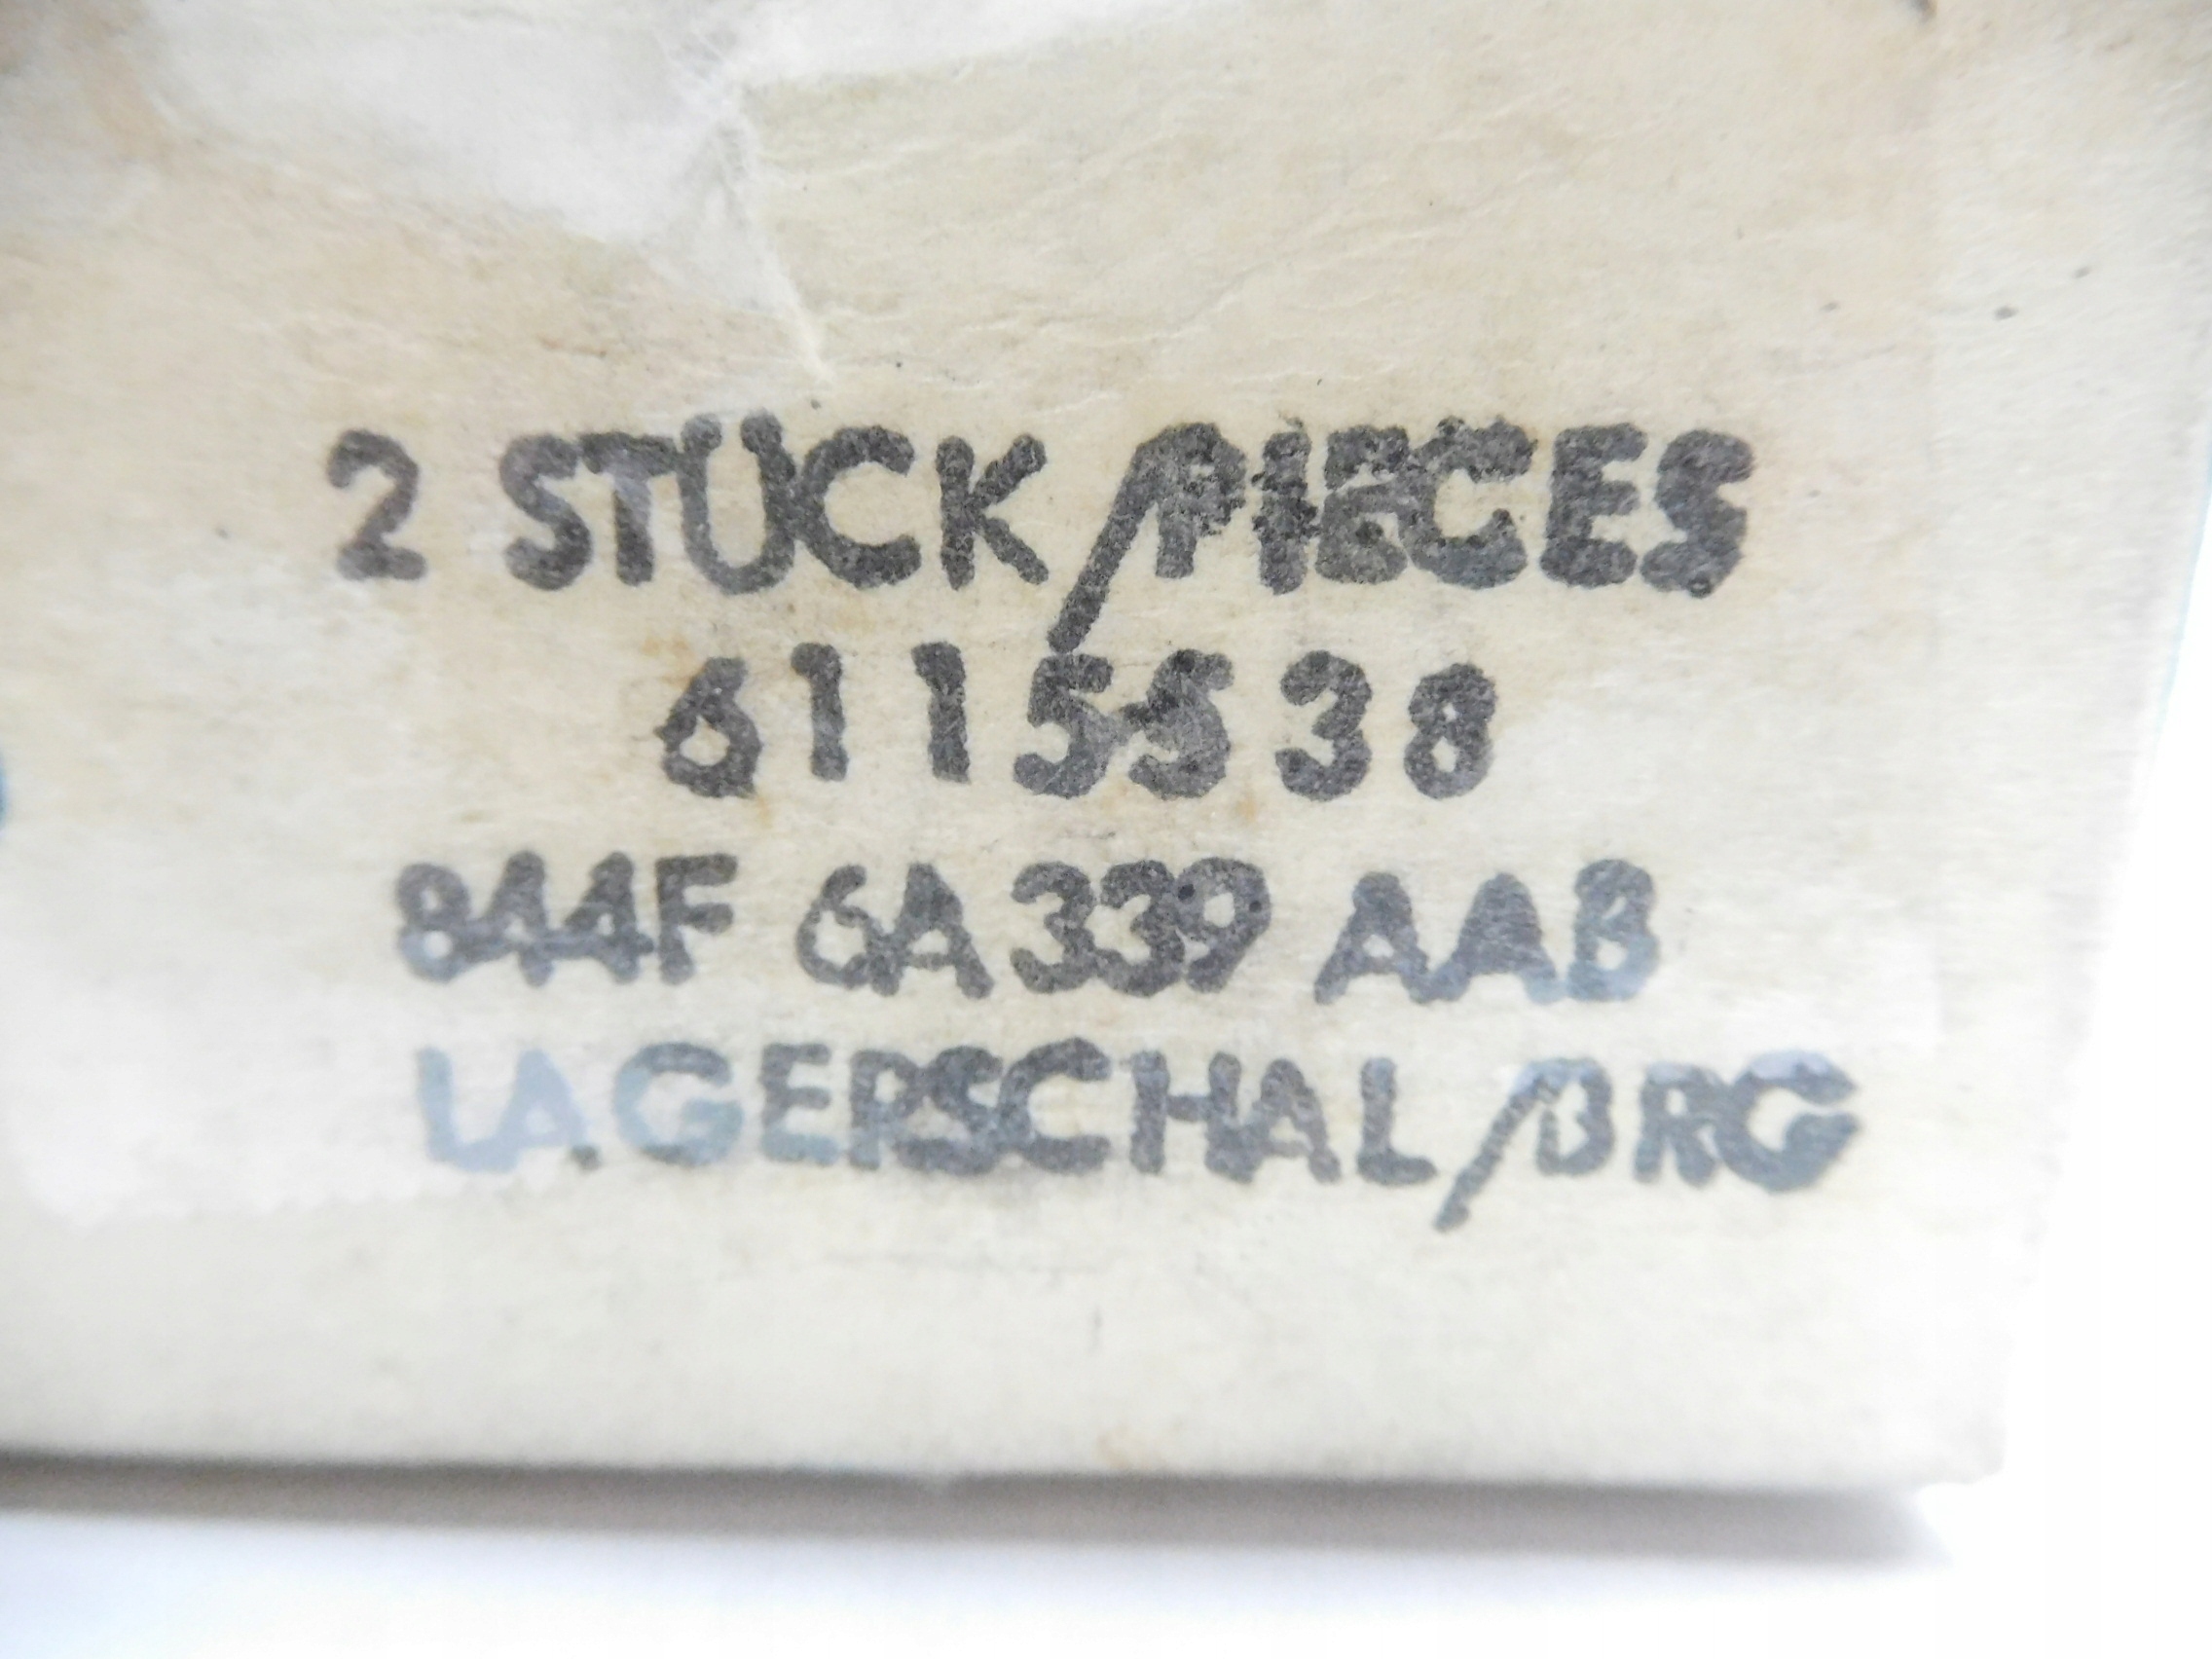 2 STÜCK/PIECES
6115538
844F 6A339 AAB
LAGERSCHAL/BRG